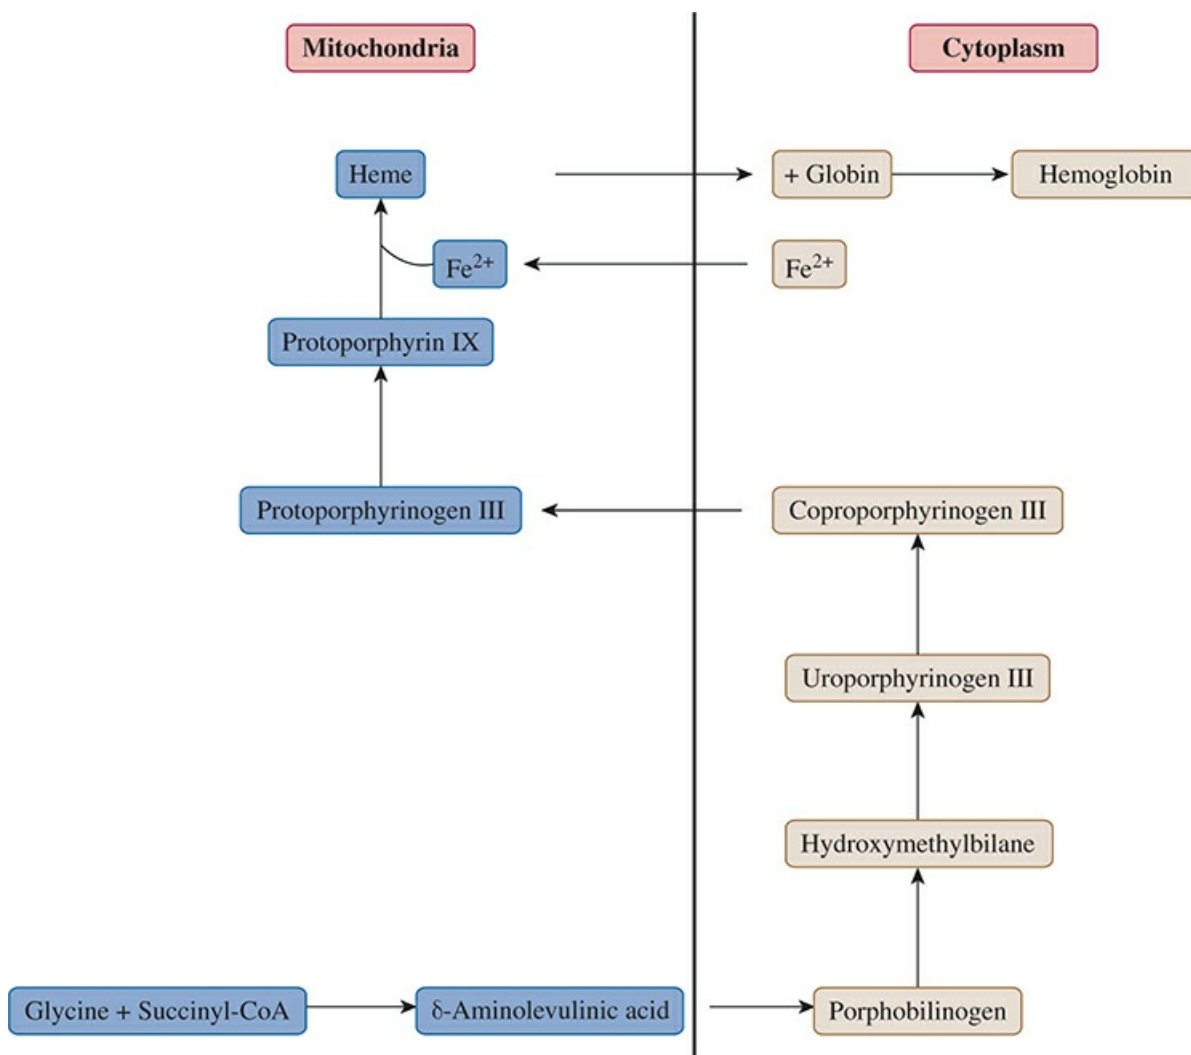 Mitochondria
Cytoplasm
Heme
+ Globin
Hemoglobin
Fe²⁺
Fe²⁺
Protoporphyrin IX
Protoporphyrinogen III
Coproporphyrinogen III
Uroporphyrinogen III
Hydroxymethylbilane
Glycine + Succinyl-CoA
δ-Aminolevulinic acid
Porphobilinogen